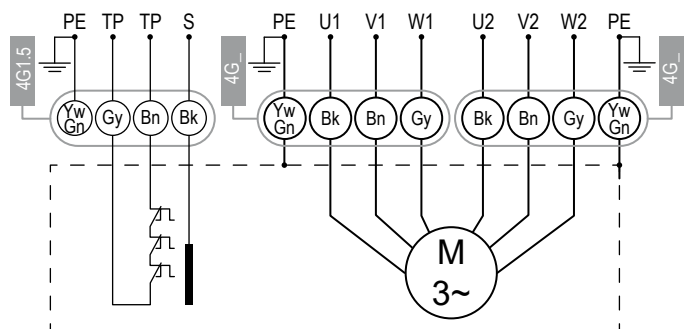 PE TP TP S PE U1 V1 W1 U2 V2 W2 PE
4G1.5 4G_ 4G_
Yw Gn Gy Bn Bk Yw Gn Bk Bn Gy Bk Bn Gy Yw Gn
M
3~